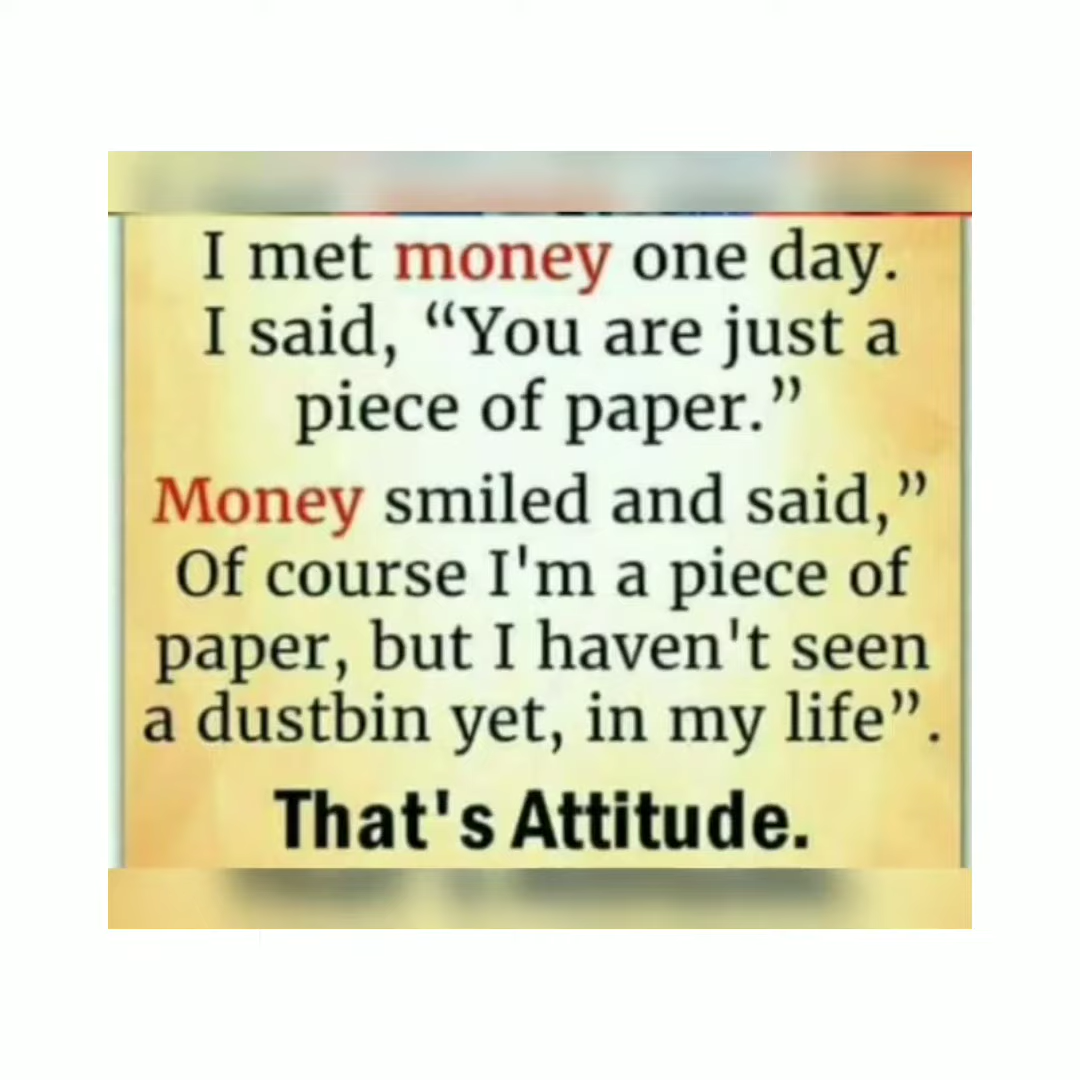 I met money one day.
I said, “You are just a
piece of paper.”
Money smiled and said,”
Of course I'm a piece of
paper, but I haven't seen
a dustbin yet, in my life”.
That's Attitude.